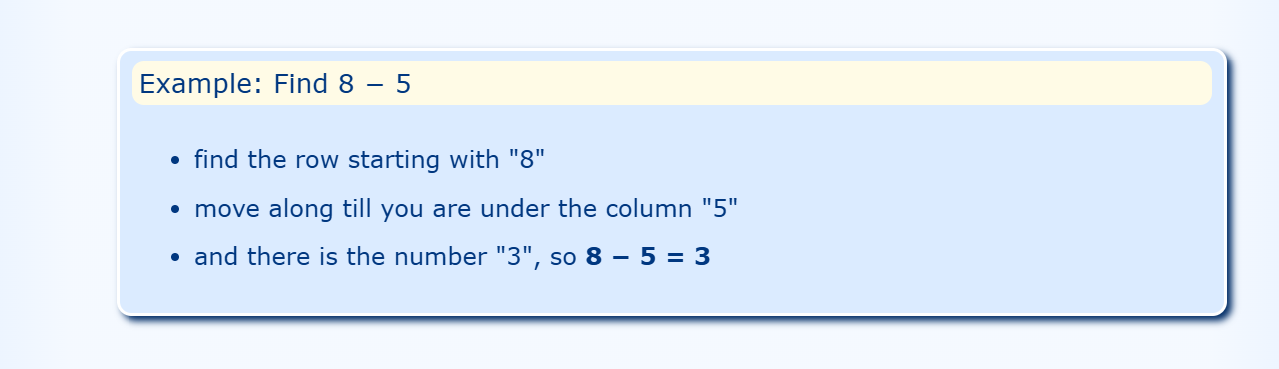 Example: Find 8 − 5
• find the row starting with "8"
• move along till you are under the column "5"
• and there is the number "3", so 8 − 5 = 3